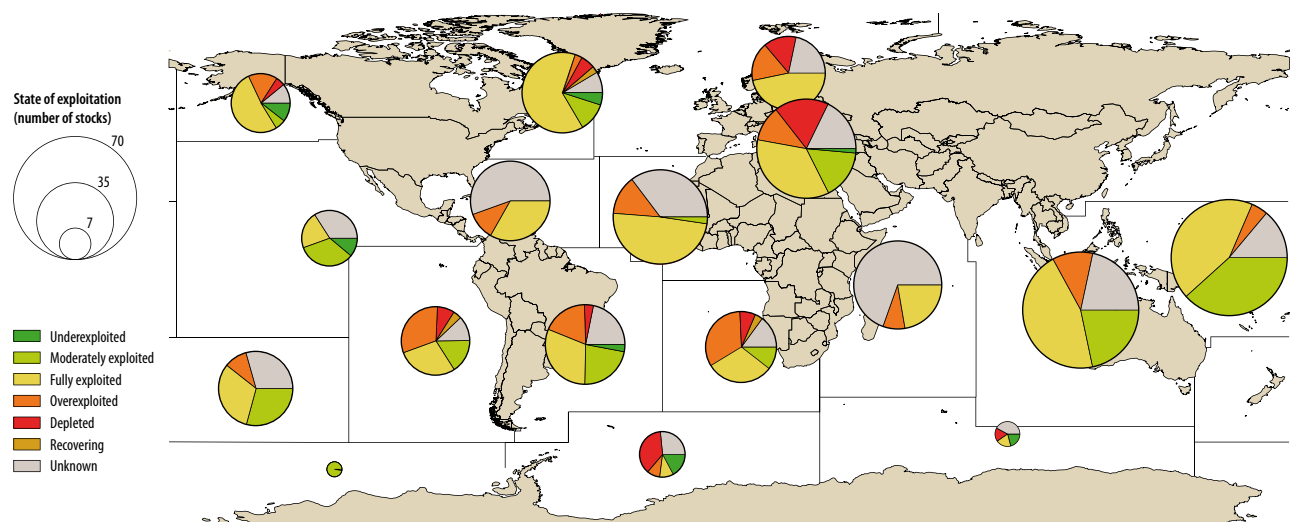 State of exploitation
(number of stocks)
70
35
7
Underexploited
Moderately exploited
Fully exploited
Overexploited
Depleted
Recovering
Unknown